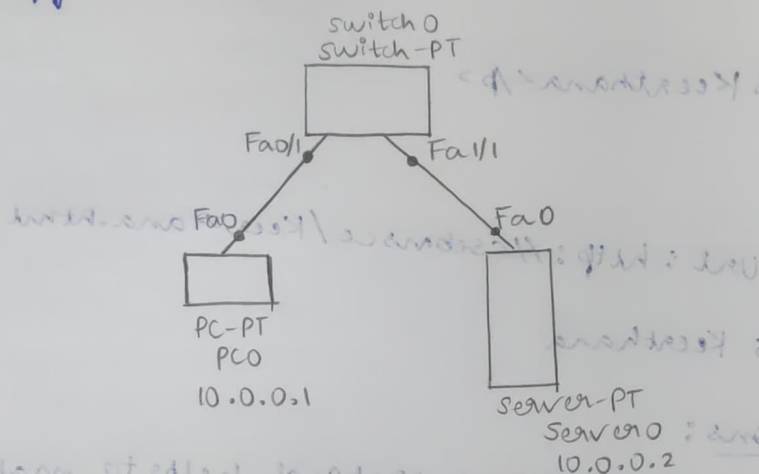 switch 0
switch-PT
Fa0/1
Fa1/1
Fa0
Fa0
PC-PT
PC0
10.0.0.1
Server-PT
Server0
10.0.0.2